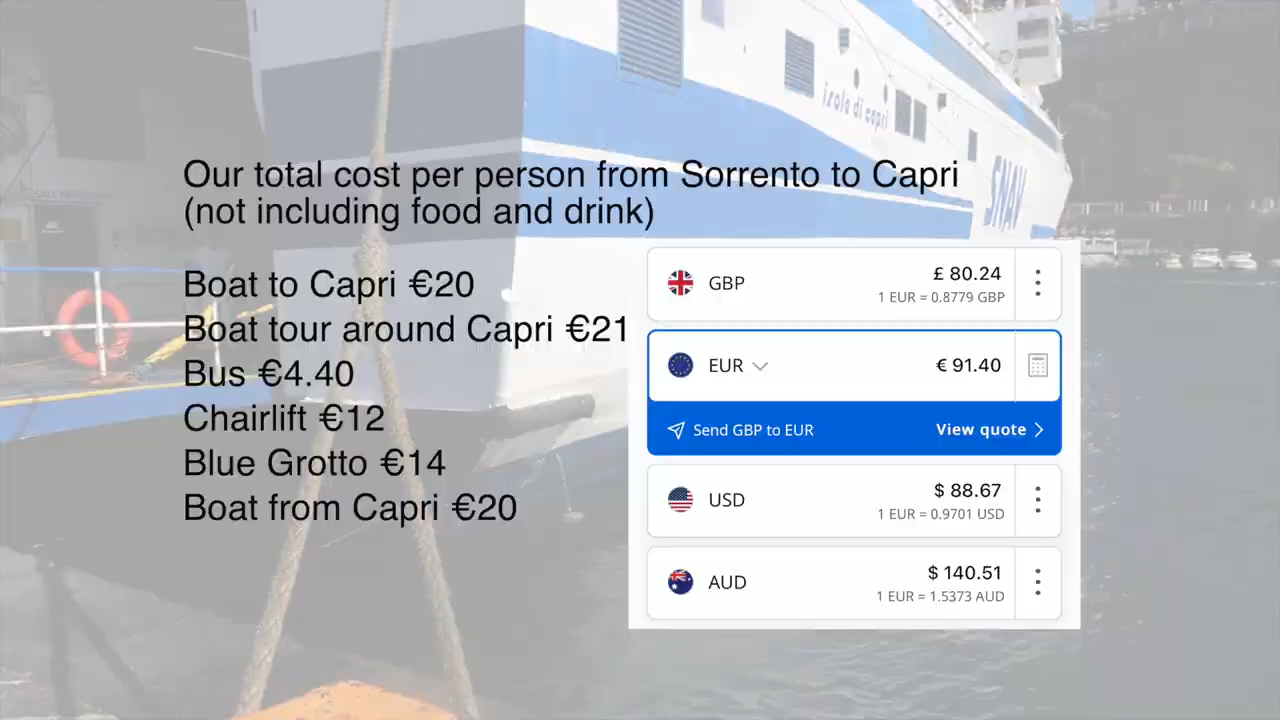 isola di capri
SNAV
Our total cost per person from Sorrento to Capri
(not including food and drink)
Boat to Capri €20
Boat tour around Capri €21
Bus €4.40
Chairlift €12
Blue Grotto €14
Boat from Capri €20
GBP
£ 80.24
1 EUR = 0.8779 GBP
EUR
€ 91.40
Send GBP to EUR
View quote
USD
$ 88.67
1 EUR = 0.9701 USD
AUD
$ 140.51
1 EUR = 1.5373 AUD